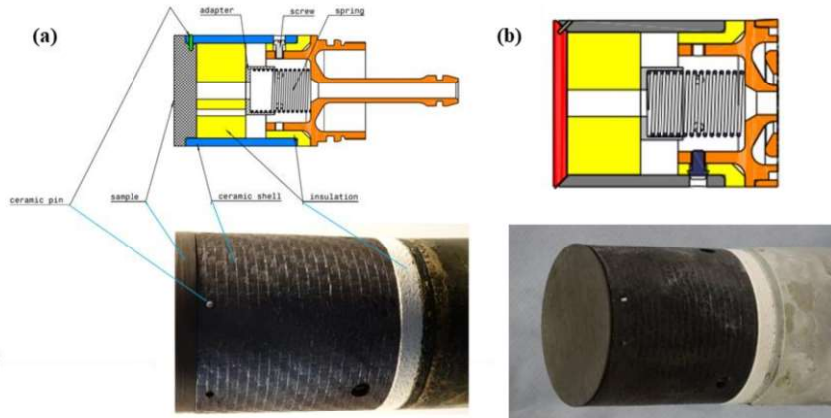 (a)
adapter
screw
spring
(b)
ceramic pin
sample
ceramic shell
insulation